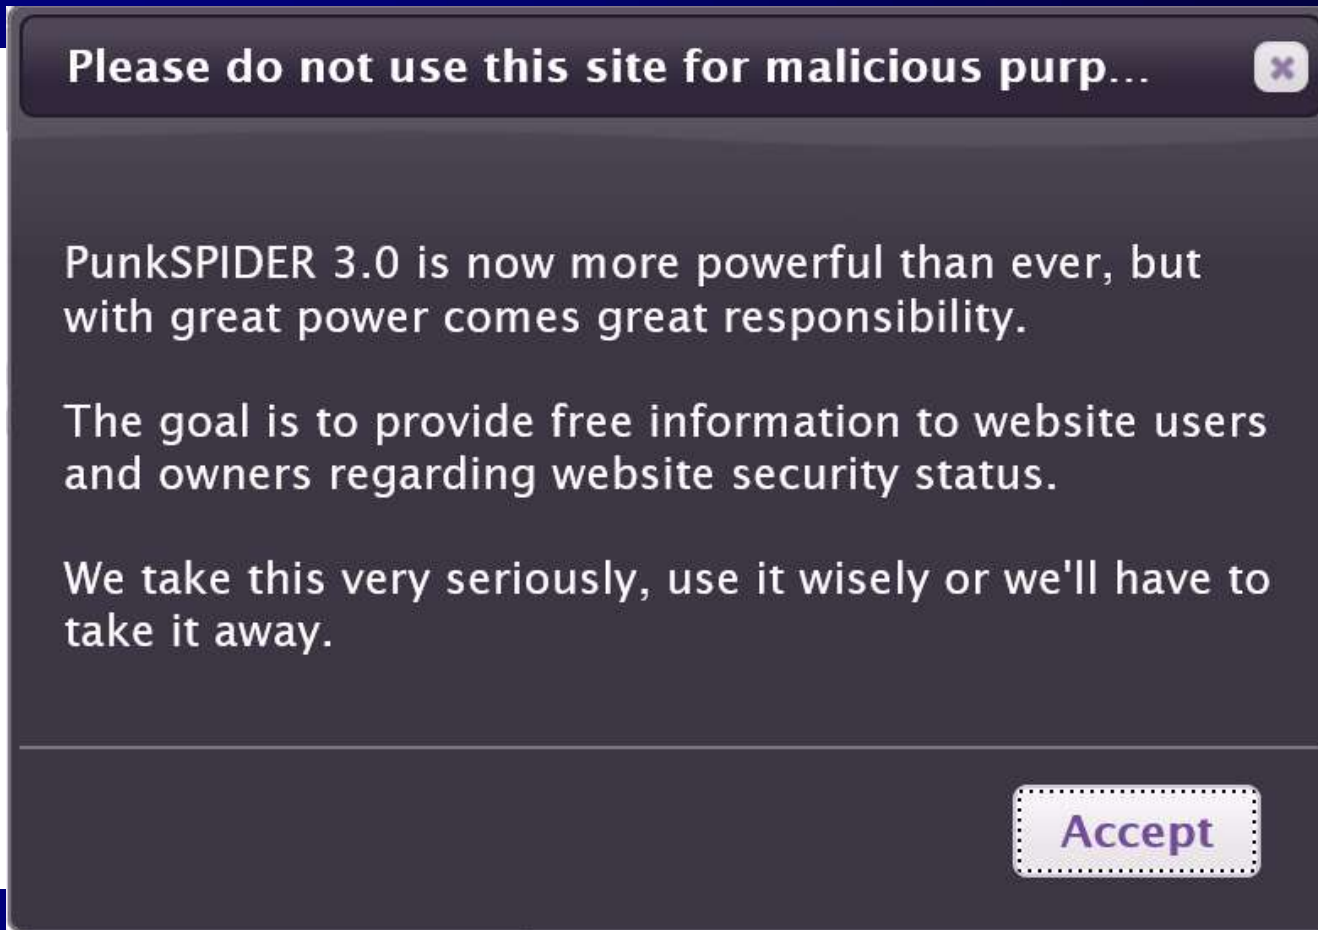 Please do not use this site for malicious purp...
PunkSPIDER 3.0 is now more powerful than ever, but
with great power comes great responsibility.
The goal is to provide free information to website users
and owners regarding website security status.
We take this very seriously, use it wisely or we'll have to
take it away.
Accept